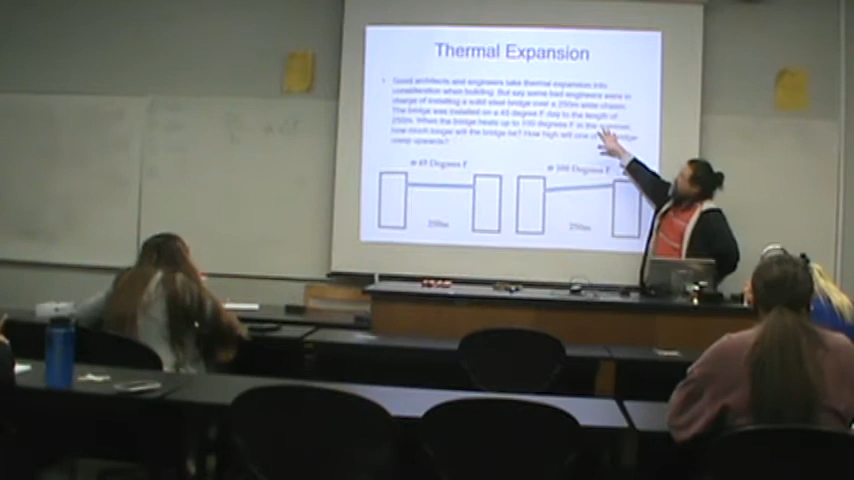 Thermal Expansion
• Good architects and engineers take thermal expansion into
consideration when building. But say some bad engineers were in
charge of installing a solid steel bridge over a 250m wide chasm.
The bridge was installed on a 45 degree F day to the length of
250m. When the bridge heats up to 100 degrees F in the summer,
how much longer will the bridge be? How high will one bridge
upwards?
@ 45 Degrees F
@ 100 Degrees F
250m
250m